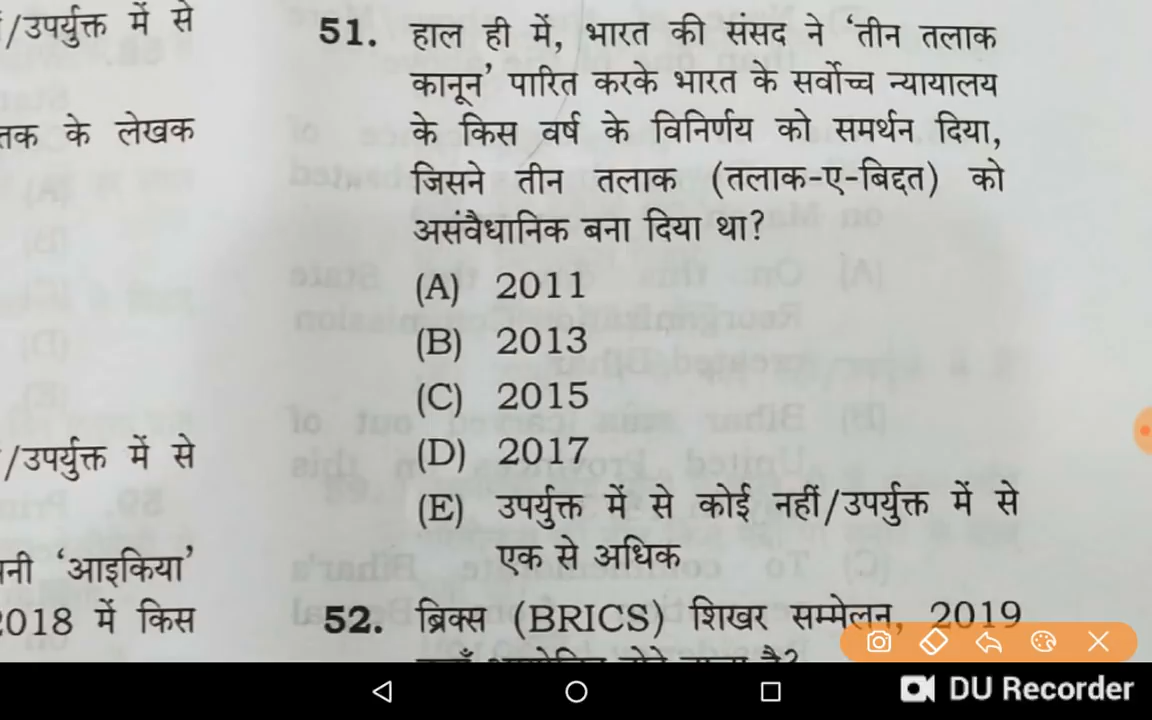 /उपर्युक्त में से
तक के लेखक
/उपर्युक्त में से
पनी ‘आइकिया’
2018 में किस
51. हाल ही में, भारत की संसद ने ‘तीन तलाक
कानून’ पारित करके भारत के सर्वोच्च न्यायालय
के किस वर्ष के विनिर्णय को समर्थन दिया,
जिसने तीन तलाक (तलाक-ए-बिद्दत) को
असंवैधानिक बना दिया था?
(A) 2011
(B) 2013
(C) 2015
(D) 2017
(E) उपर्युक्त में से कोई नहीं/उपर्युक्त में से
एक से अधिक
52. ब्रिक्स (BRICS) शिखर सम्मेलन, 2019
DU Recorder